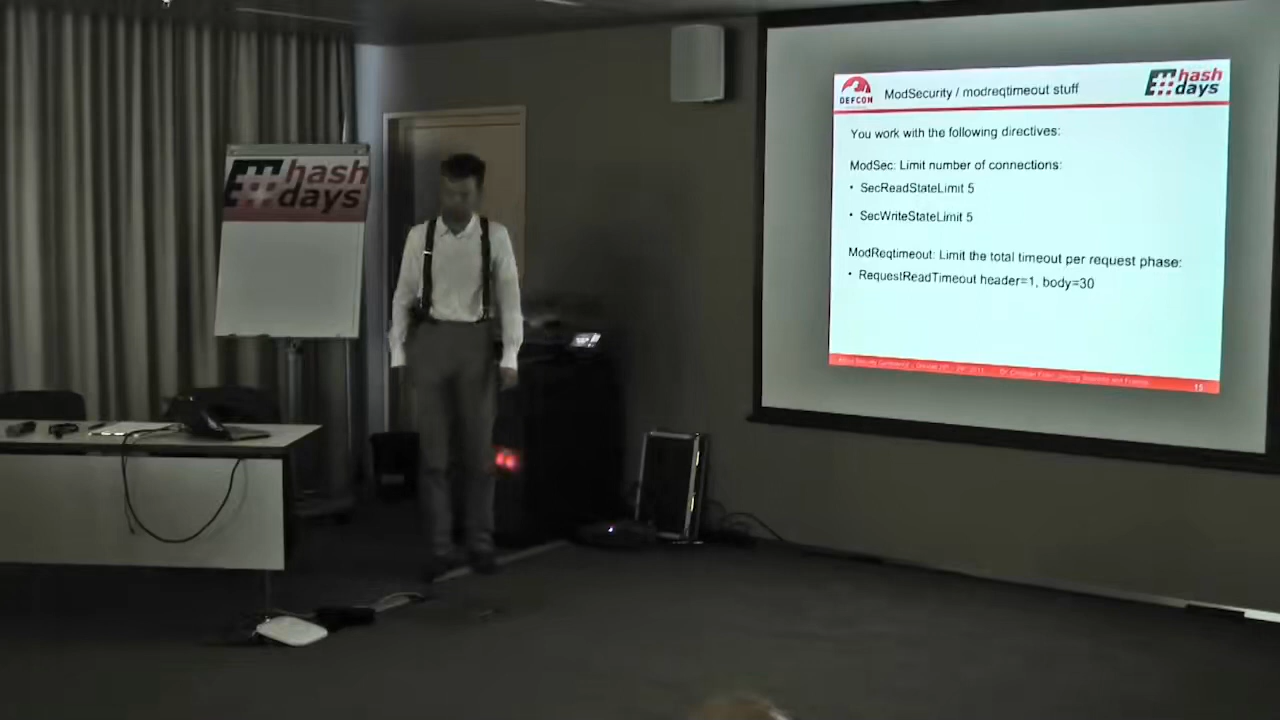 hash
days
DEFCON
ModSecurity / modreqtimeout stuff
hash
days
You work with the following directives:
ModSec: Limit number of connections:
• SecReadStateLimit 5
• SecWriteStateLimit 5
ModReqtimeout: Limit the total timeout per request phase:
• RequestReadTimeout header=1, body=30
15